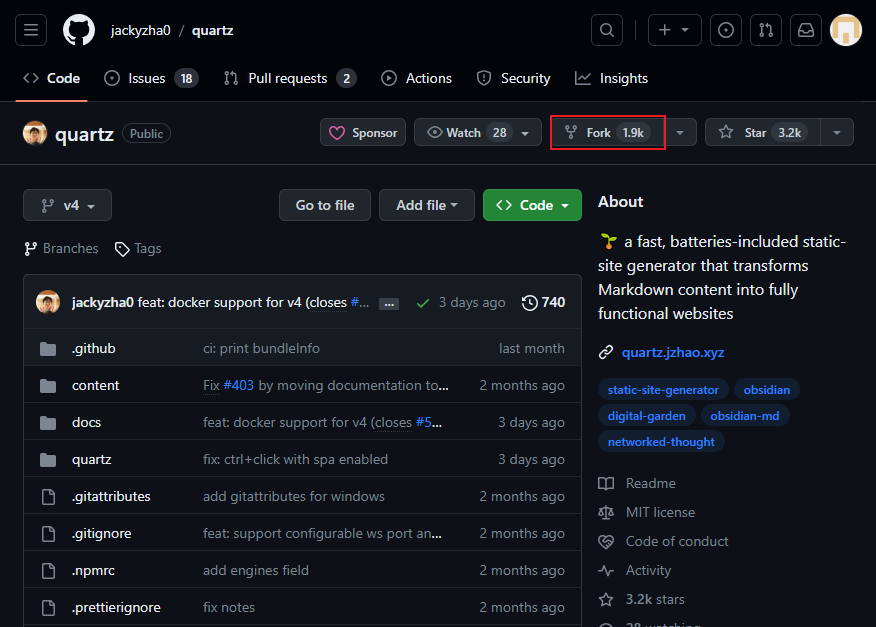 jackyzha0 / quartz
Code Issues 18 Pull requests 2 Actions Security Insights
quartz Public Sponsor Watch 28 Fork 1.9k Star 3.2k
v4 Go to file Add file Code
Branches Tags
jackyzha0 feat: docker support for v4 (closes #... ... 3 days ago 740
.github ci: print bundleInfo last month
content Fix #403 by moving documentation to... 2 months ago
docs feat: docker support for v4 (closes #5... 3 days ago
quartz fix: ctrl+click with spa enabled 3 days ago
.gitattributes add gitattributes for windows 2 months ago
.gitignore feat: support configurable ws port an... 2 months ago
.npmrc add engines field 2 months ago
.prettierignore fix notes 2 months ago
About
a fast, batteries-included static-
site generator that transforms
Markdown content into fully
functional websites
quartz.jzhao.xyz
static-site-generator obsidian
digital-garden obsidian-md
networked-thought
Readme
MIT license
Code of conduct
Activity
3.2k stars
28 watching